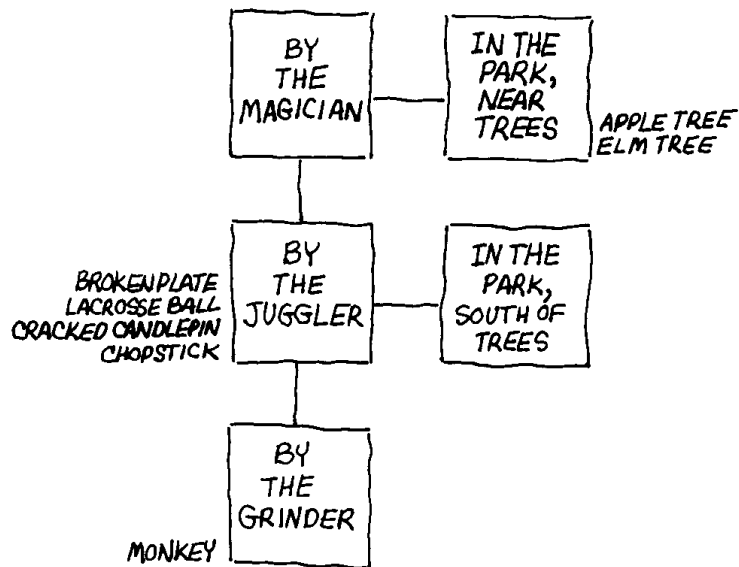 BY
THE
MAGICIAN
IN THE
PARK,
NEAR
TREES
APPLE TREE
ELM TREE
BROKEN PLATE
LACROSSE BALL
CRACKED CANDLEPIN
CHOPSTICK
BY
THE
JUGGLER
IN THE
PARK,
SOUTH OF
TREES
BY
THE
GRINDER
MONKEY